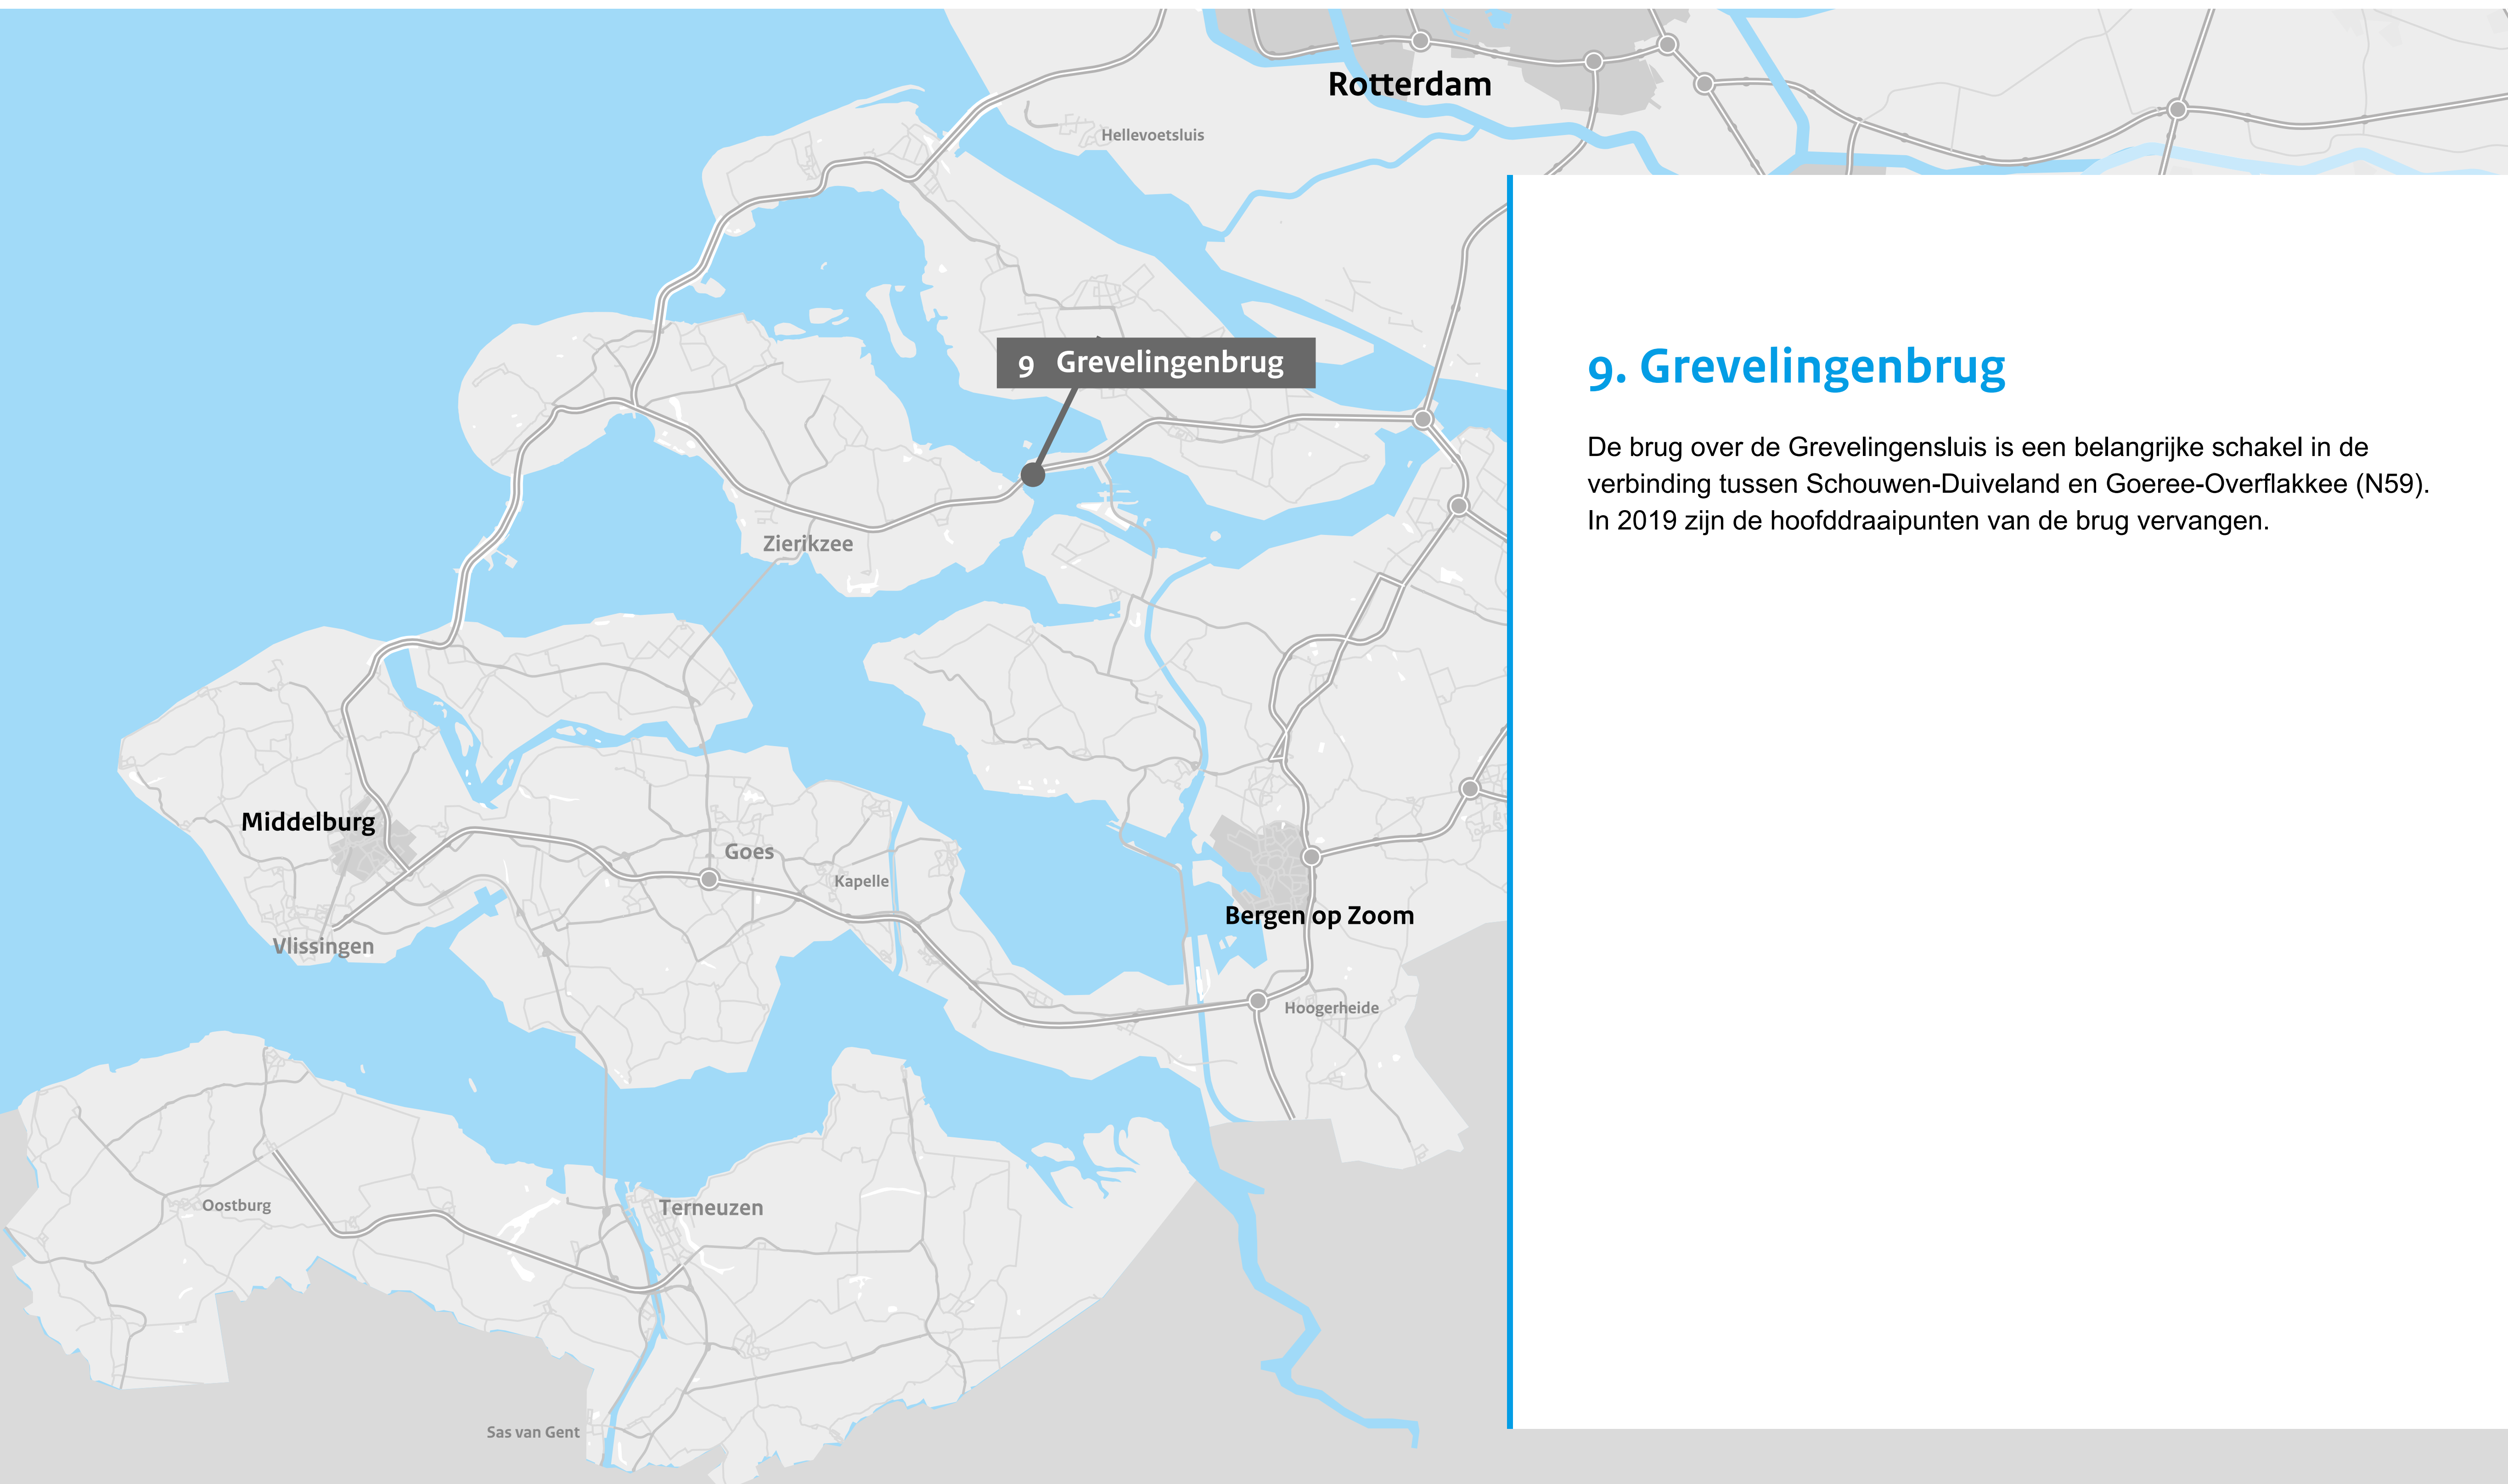 Rotterdam
Hellevoetsluis
9 Grevelingenbrug
Zierikzee
Middelburg
Goes
Kapelle
Bergen op Zoom
Vlissingen
Hoogerheide
Oostburg
Terneuzen
Sas van Gent
9. Grevelingenbrug
De brug over de Grevelingensluis is een belangrijke schakel in de
verbinding tussen Schouwen-Duiveland en Goeree-Overflakkee (N59).
In 2019 zijn de hoofddraaipunten van de brug vervangen.